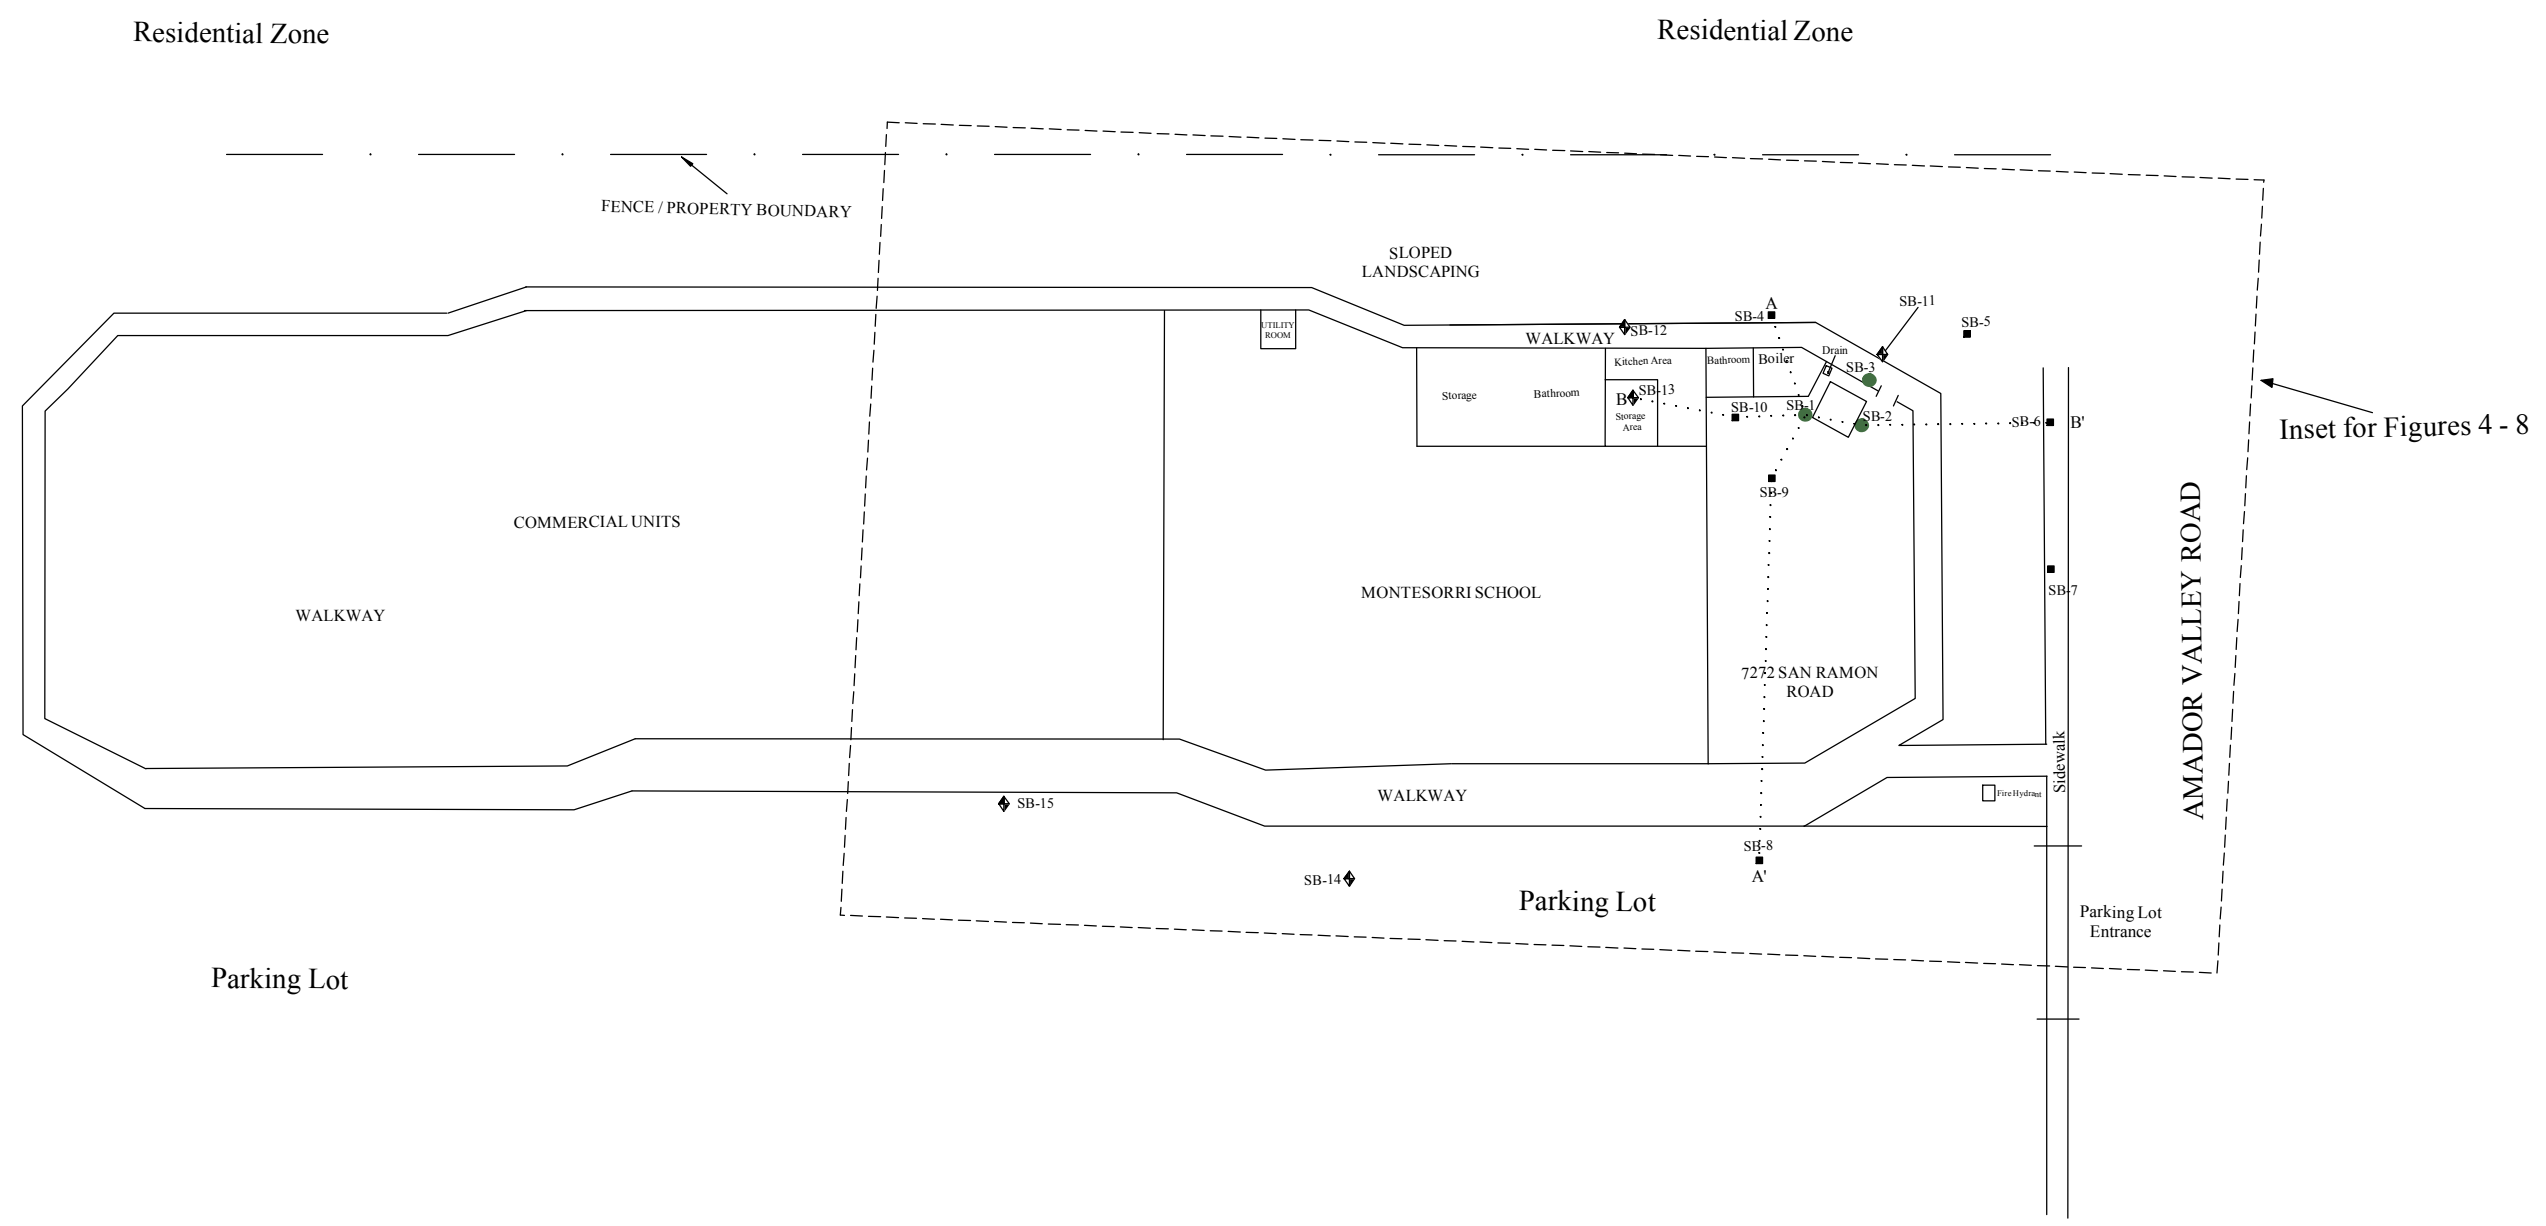 Residential Zone
Residential Zone
FENCE / PROPERTY BOUNDARY
SLOPED
LANDSCAPING
A
SB-4
SB-11
SB-5
SB-12
WALKWAY
UTILITY
ROOM
Kitchen Area
Bathroom
Boiler
Drain
SB-3
Storage
Bathroom
B
SB-13
Storage
Area
SB-10
SB-1
SB-2
SB-6
B'
Inset for Figures 4 - 8
SB-9
COMMERCIAL UNITS
MONTESORRI SCHOOL
SB-7
WALKWAY
AMADOR VALLEY ROAD
7272 SAN RAMON
ROAD
Sidewalk
Fire Hydrant
WALKWAY
SB-15
SB-8
A'
SB-14
Parking Lot
Parking Lot
Entrance
Parking Lot